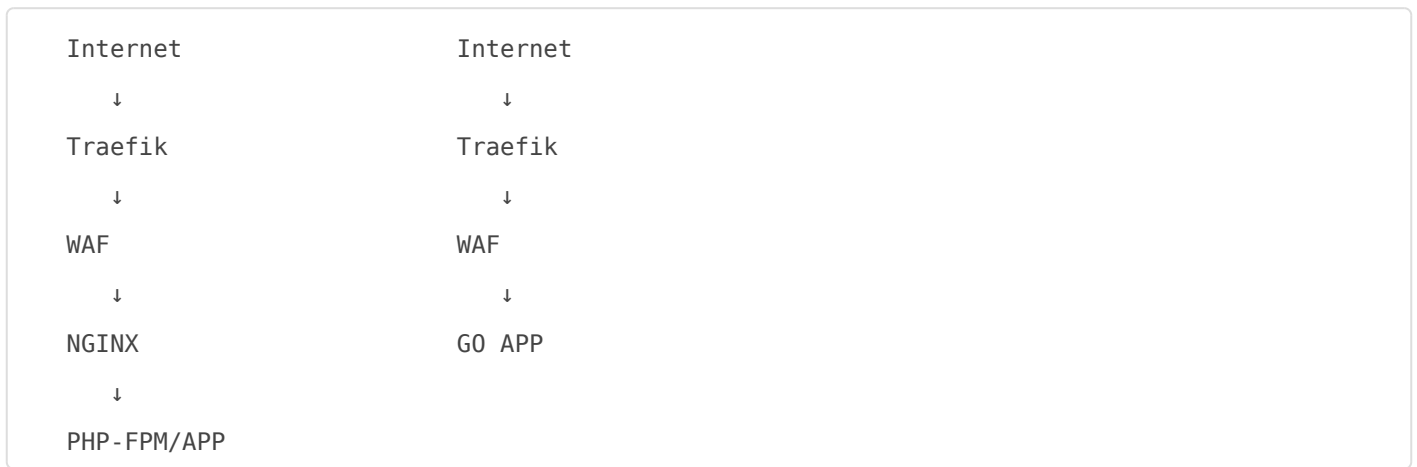 Internet Internet
↓ ↓
Traefik Traefik
↓ ↓
WAF WAF
↓ ↓
NGINX GO APP
↓
PHP-FPM/APP